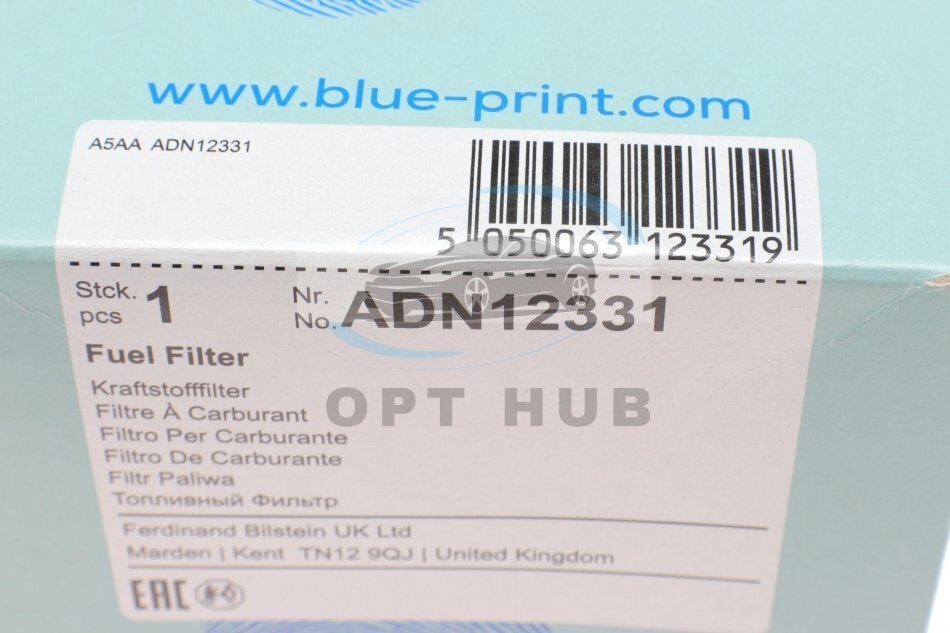 www.blue-print.com
A5AA ADN12331
5 050063 123319
Stck. 1 Nr. ADN12331
pcs No.
Fuel Filter
Kraftstofffilter
Filtre À Carburant
Filtro Per Carburante
Filtro De Carburante
Filtr Paliwa
Топливный Фильтр
OPT HUB
Ferdinand Bilstein UK Ltd
Marden | Kent TN12 9QJ | United Kingdom
EAC